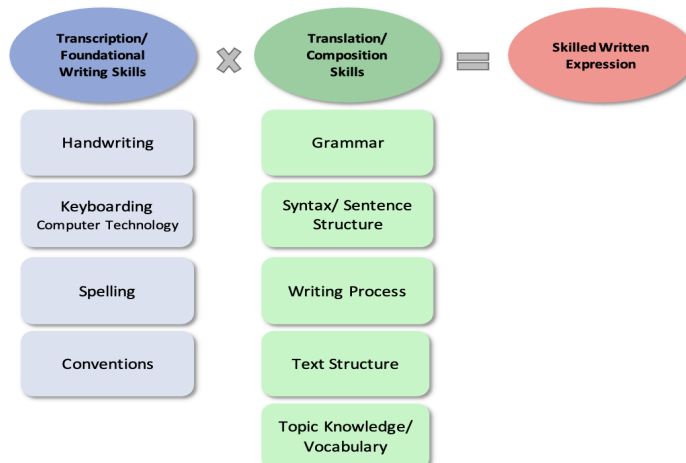 Transcription/
Foundational
Writing Skills
Translation/
Composition
Skills
Skilled Written
Expression
Handwriting
Keyboarding
Computer Technology
Spelling
Conventions
Grammar
Syntax/ Sentence
Structure
Writing Process
Text Structure
Topic Knowledge/
Vocabulary